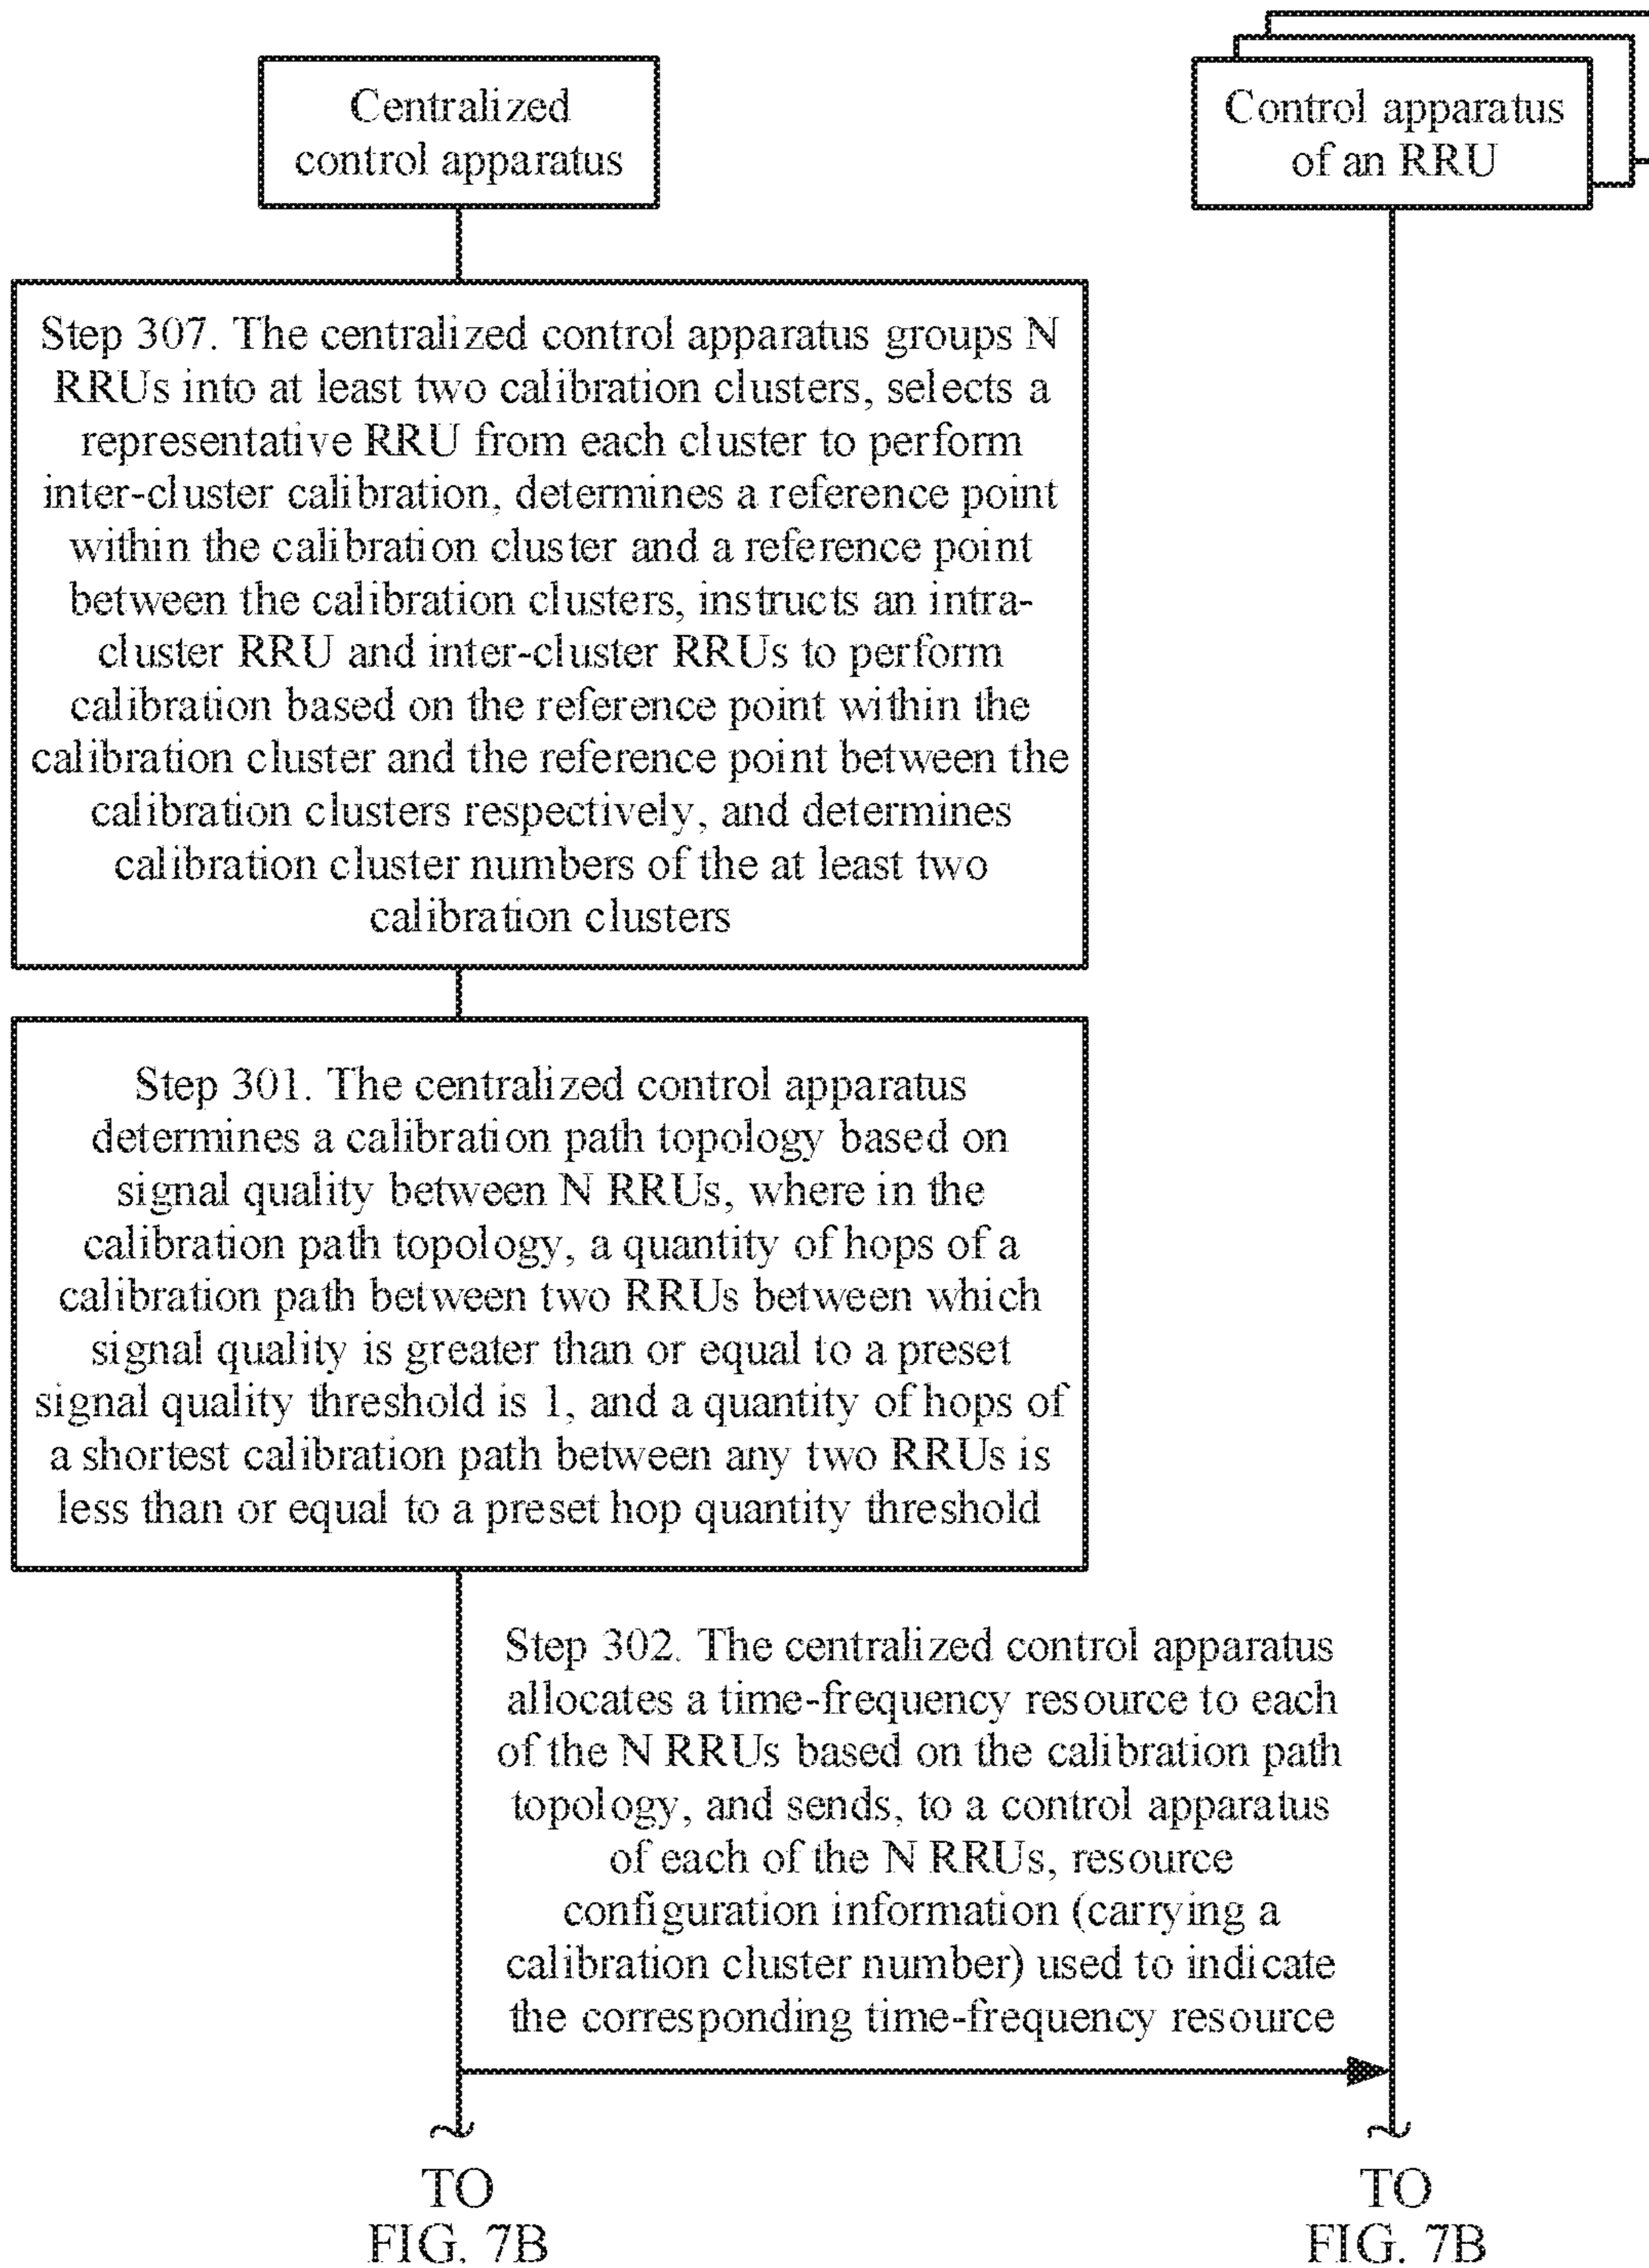 Centralized
control apparatus
Control apparatus
of an RRU
Step 307. The centralized control apparatus groups N
RRUs into at least two calibration clusters, selects a
representative RRU from each cluster to perform
inter-cluster calibration, determines a reference point
within the calibration cluster and a reference point
between the calibration clusters, instructs an intra-
cluster RRU and inter-cluster RRUs to perform
calibration based on the reference point within the
calibration cluster and the reference point between the
calibration clusters respectively, and determines
calibration cluster numbers of the at least two
calibration clusters
Step 301. The centralized control apparatus
determines a calibration path topology based on
signal quality between N RRUs, where in the
calibration path topology, a quantity of hops of a
calibration path between two RRUs between which
signal quality is greater than or equal to a preset
signal quality threshold is 1, and a quantity of hops of
a shortest calibration path between any two RRUs is
less than or equal to a preset hop quantity threshold
Step 302. The centralized control apparatus
allocates a time-frequency resource to each
of the N RRUs based on the calibration path
topology, and sends, to a control apparatus
of each of the N RRUs, resource
configuration information (carrying a
calibration cluster number) used to indicate
the corresponding time-frequency resource
TO
FIG. 7B
TO
FIG. 7B